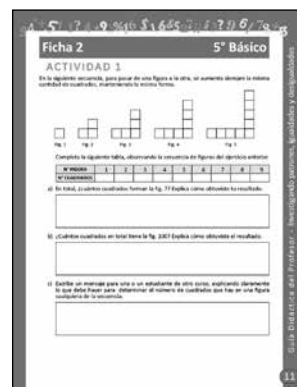 Ficha 2 5° Básico
ACTIVIDAD 1
En la siguiente secuencia, para pasar de una figura a la otra, se aumenta siempre la misma
cantidad de cuadrados, manteniendo la misma forma.
Fig. 1 Fig. 2 Fig. 3 Fig. 4 Fig. 5
Completa la siguiente tabla, observando la secuencia de figuras del ejercicio anterior
N° FIGURA 1 2 3 4 5 6 7 8 9
N° CUADRADOS
a) En total, ¿cuántos cuadrados forman la fig. 7? Explica cómo obtuviste tu resultado.
b) ¿Cuántos cuadrados en total tiene la fig. 100? Explica cómo obtuviste el resultado.
c) Escribe un mensaje para una o un estudiante de otro curso, explicando claramente
lo que debe hacer para determinar el número de cuadrados que hay en una figura
cualquiera de la secuencia.
Guía Didáctica del Profesor - Investigando patrones, igualdades y desigualdades
11